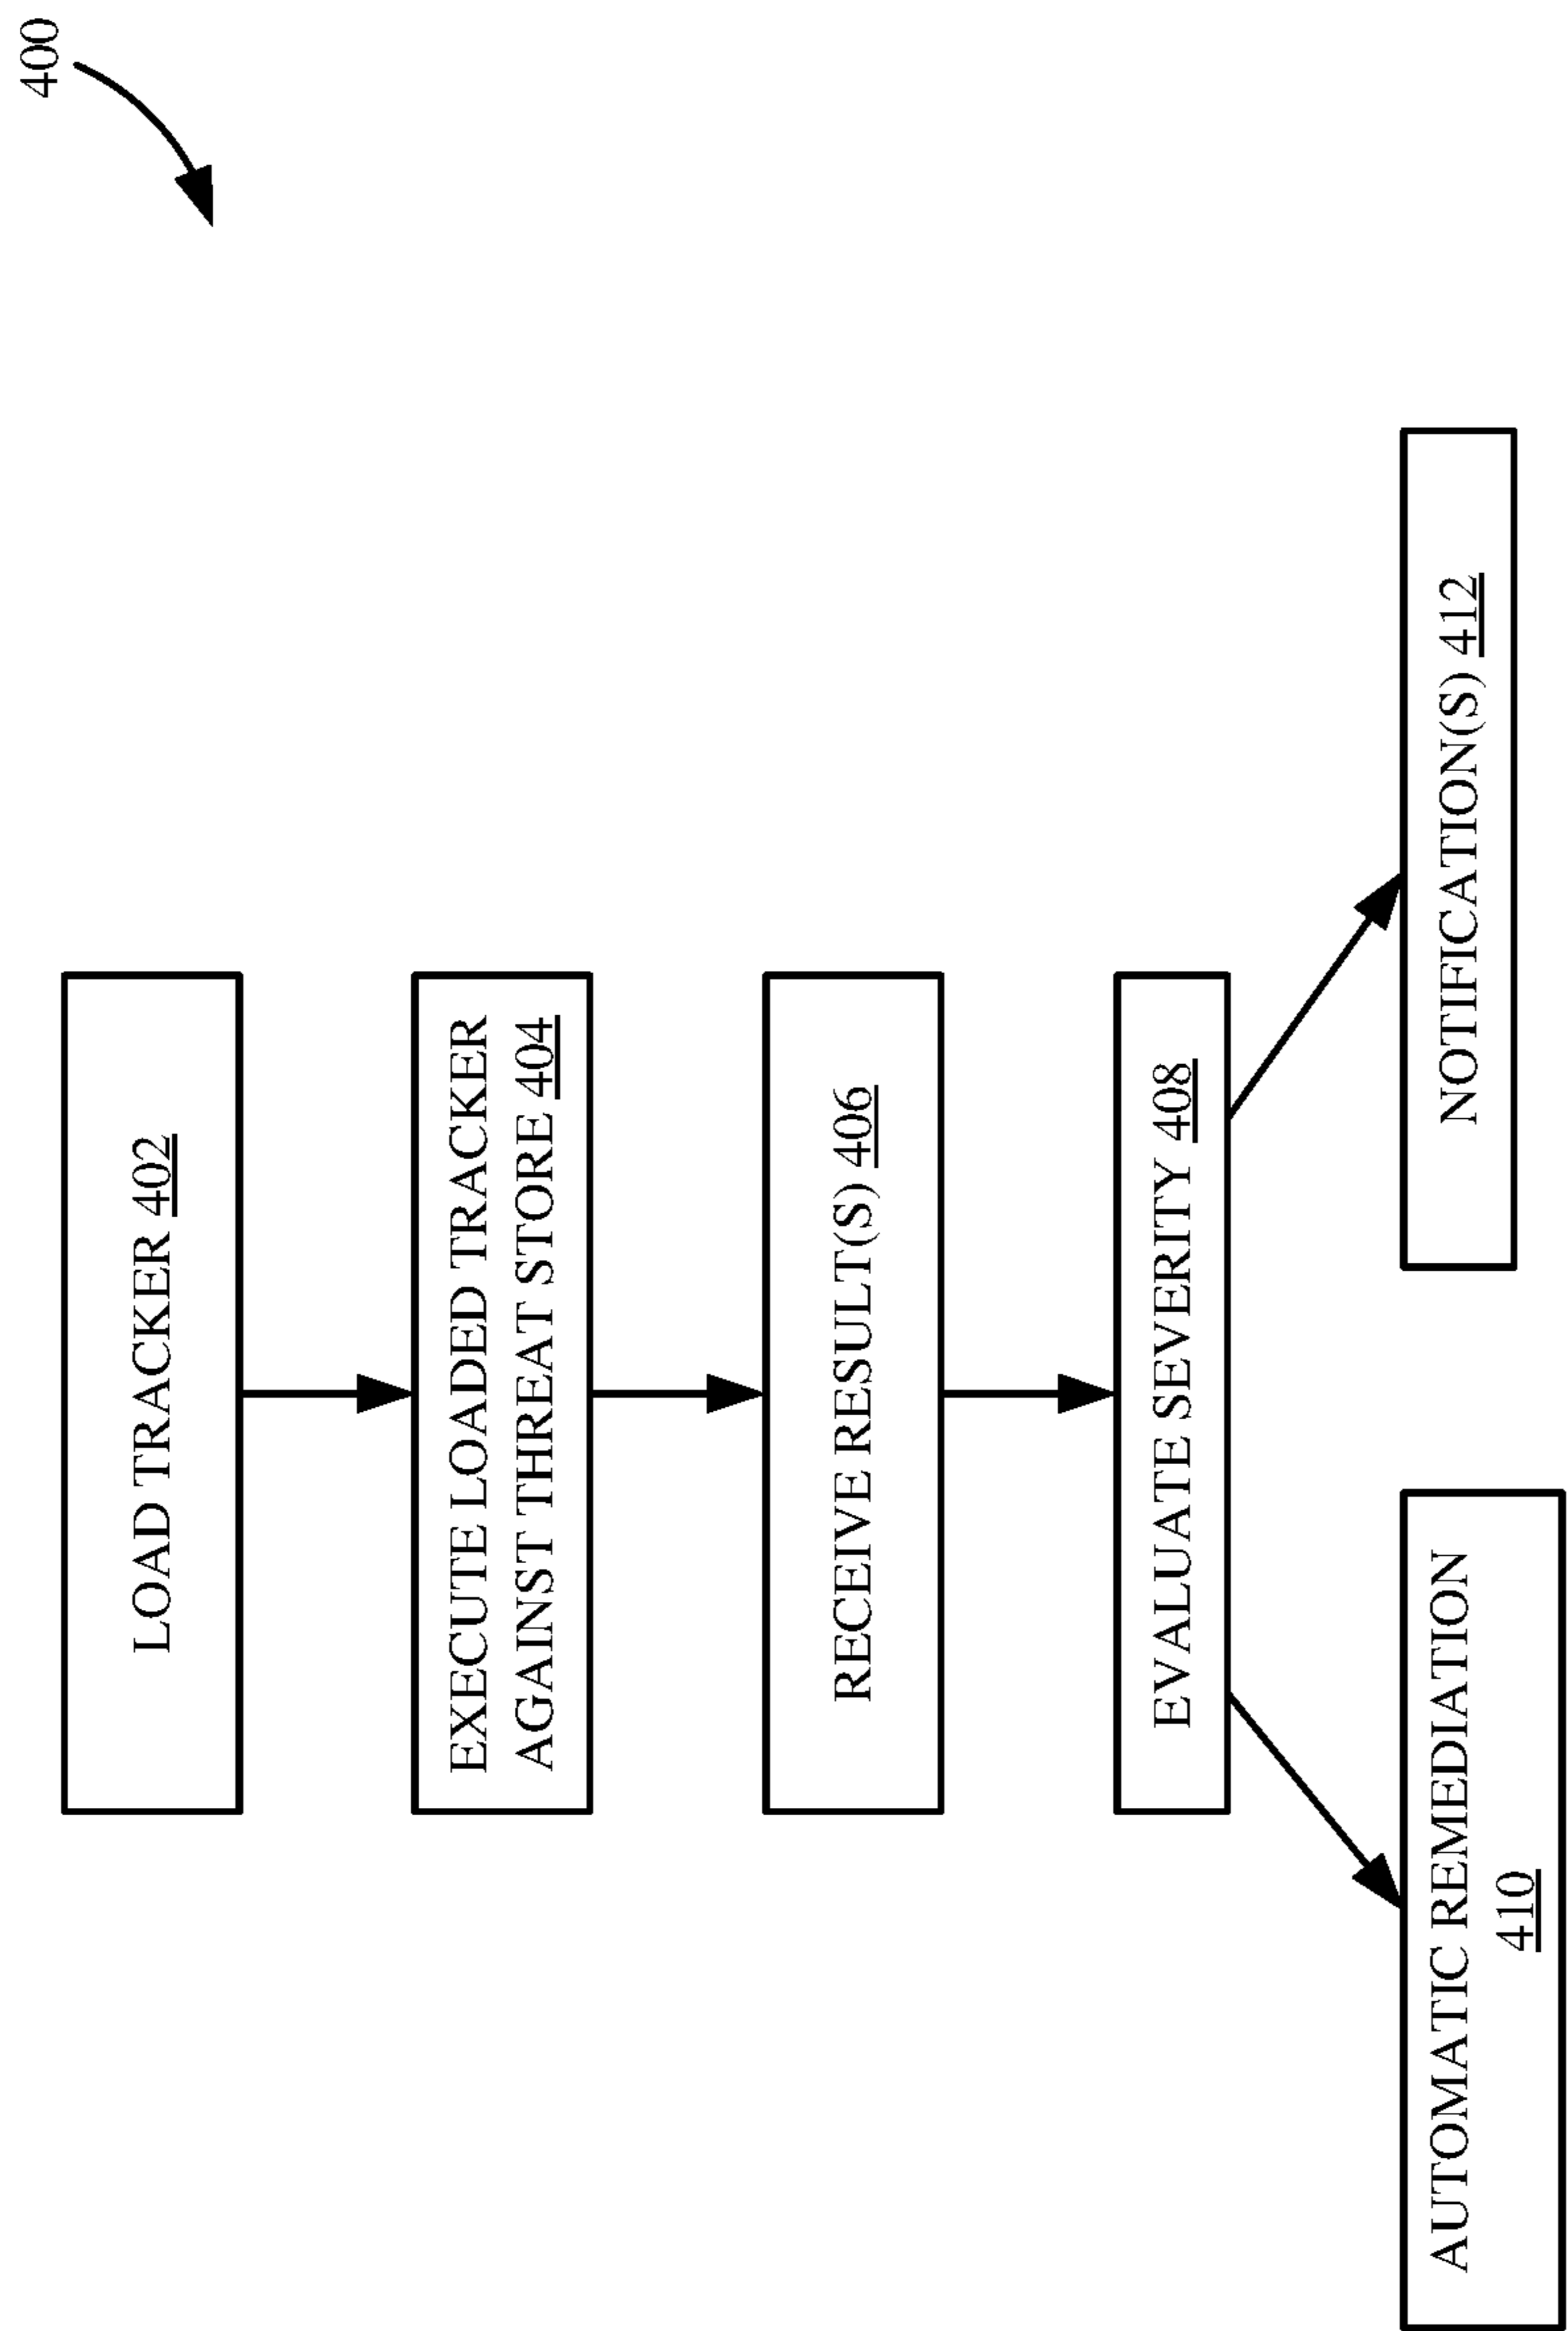 400
LOAD TRACKER 402
EXECUTE LOADED TRACKER
AGAINST THREAT STORE 404
RECEIVE RESULT(S) 406
EVALUATE SEVERITY 408
AUTOMATIC REMEDIATION
410
NOTIFICATION(S) 412